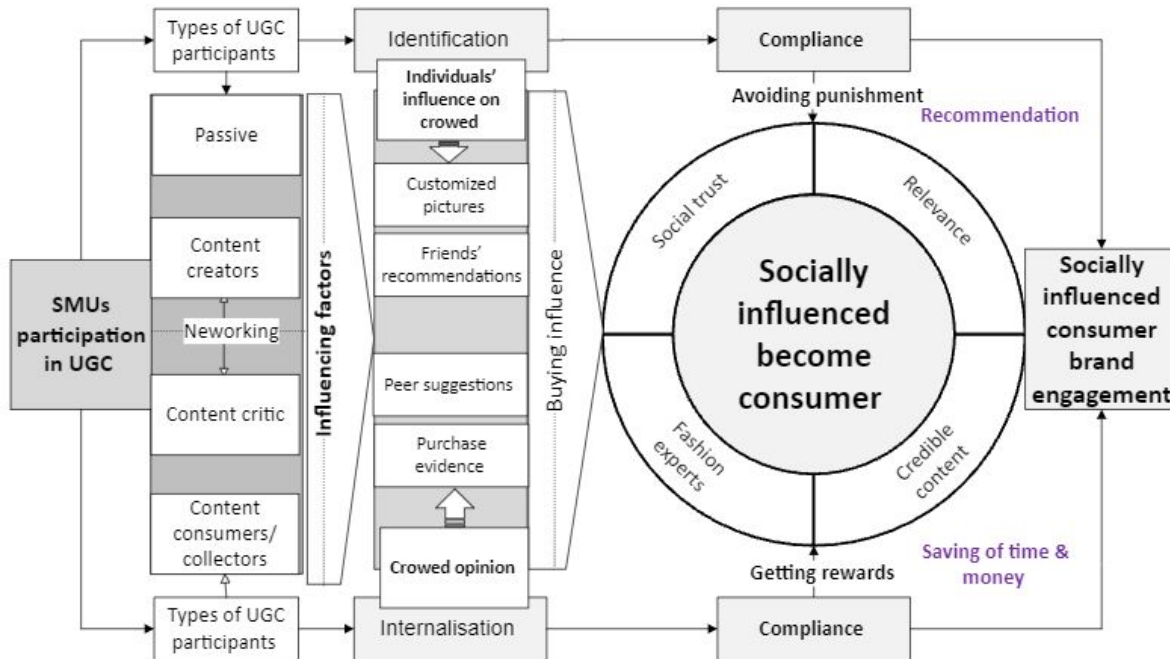 Types of UGC
participants
Identification
Compliance
Individuals'
influence on
crowed
Avoiding punishment
Recommendation
Passive
Customized
pictures
Social trust
Relevance
Content
creators
Friends'
recommendations
SMUs
participation
in UGC
Neworking
Influencing factors
Buying influence
Socially
influenced
become
consumer
Socially
influenced
consumer
brand
engagement
Content critic
Peer suggestions
Purchase
evidence
Fashion
experts
Credible
content
Content
consumers/
collectors
Crowed opinion
Getting rewards
Saving of time &
money
Types of UGC
participants
Internalisation
Compliance